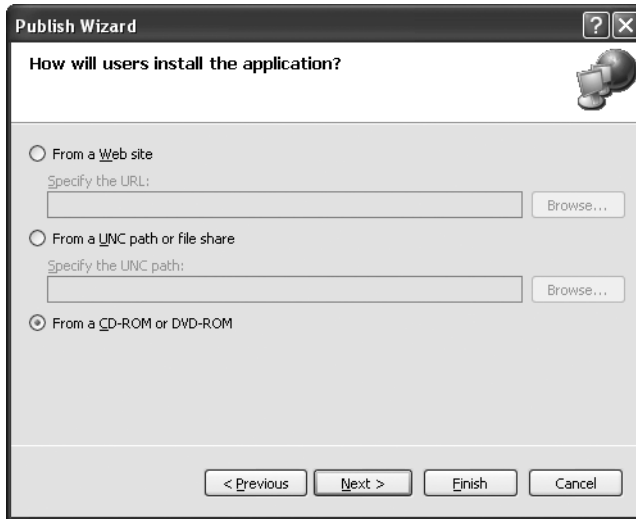 Publish Wizard
How will users install the application?
From a Web site
Specify the URL:
Browse...
From a UNC path or file share
Specify the UNC path:
Browse...
From a CD-ROM or DVD-ROM
< Previous Next > Finish Cancel